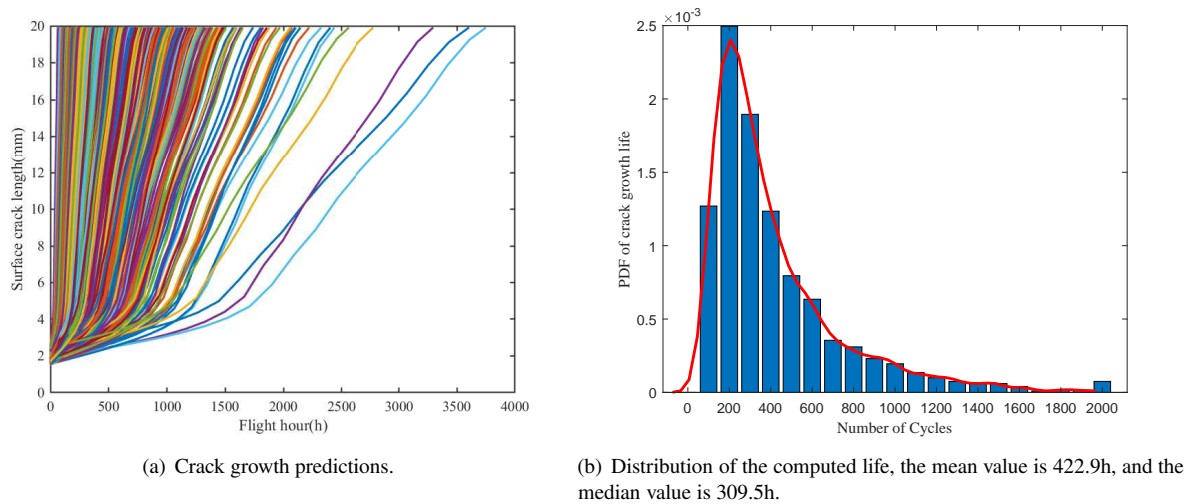 20
18
16
14
12
10
8
6
4
2
0
Surface crack length(mm)
0 500 1000 1500 2000 2500 3000 3500 4000
Flight hour(h)
(a) Crack growth predictions.
×10⁻³
2.5
2
1.5
1
0.5
0
PDF of crack growth life
0 200 400 600 800 1000 1200 1400 1600 2000
Number of Cycles
(b) Distribution of the computed life, the mean value is 422.9h, and the
median value is 309.5h.